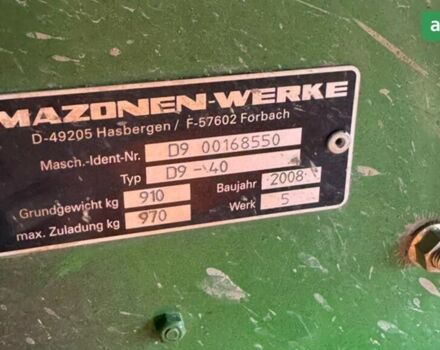 MAZONEN-WERKE
D-49205 Hasbergen / F-57602 Forbach
Masch.-Ident-Nr. D9 00168550
Typ D9-40
Grundgewicht kg 910 Baujahr 2008
max. Zuladung kg 970 Werk 5